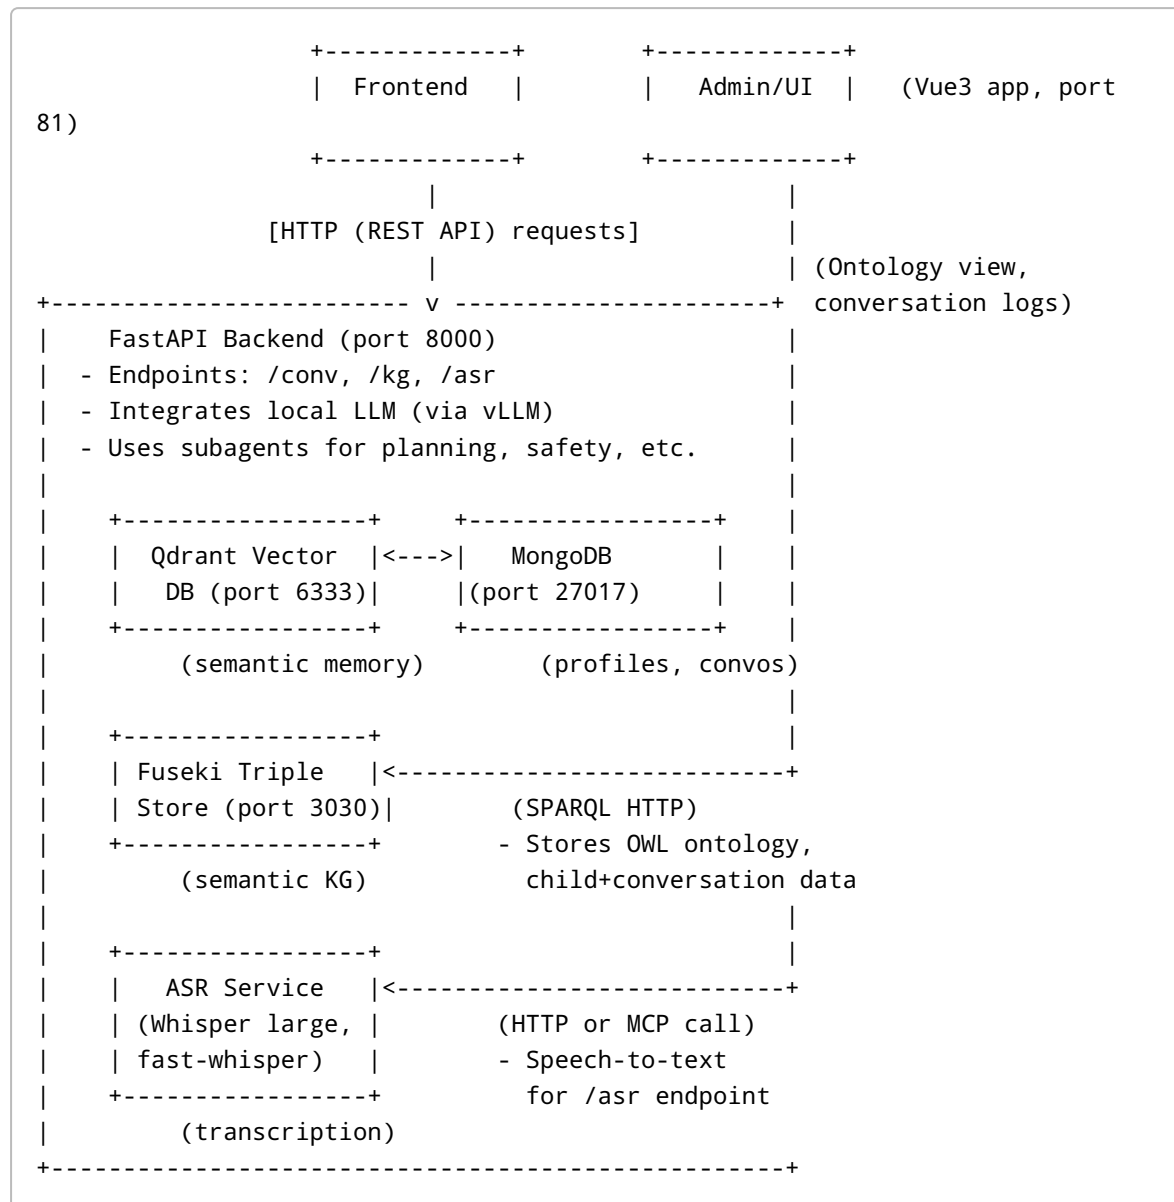 +-------------+        +-------------+
                   |  Frontend   |        |   Admin/UI  |   (Vue3 app, port
81)
                   +-------------+        +-------------+
                           |                        |
                [HTTP (REST API) requests]          |
                           |                        | (Ontology view,
+------------------------- v ----------------------+  conversation logs)
|    FastAPI Backend (port 8000)                    |
|  - Endpoints: /conv, /kg, /asr                    |
|  - Integrates local LLM (via vLLM)                |
|  - Uses subagents for planning, safety, etc.      |
|                                                   |
|    +-----------------+     +-----------------+    |
|    |  Qdrant Vector  |<--->|   MongoDB       |    |
|    |   DB (port 6333)|     |(port 27017)     |    |
|    +-----------------+     +-----------------+    |
|         (semantic memory)        (profiles, convos)
|                                                   |
|    +-----------------+                            |
|    | Fuseki Triple   |<---------------------------+
|    | Store (port 3030)|        (SPARQL HTTP)
|    +-----------------+        - Stores OWL ontology,
|         (semantic KG)           child+conversation data
|                                                   |
|    +-----------------+                            |
|    |   ASR Service   |<---------------------------+
|    | (Whisper large, |        (HTTP or MCP call)
|    | fast-whisper)   |        - Speech-to-text
|    +-----------------+          for /asr endpoint
|         (transcription)
+---------------------------------------------------+